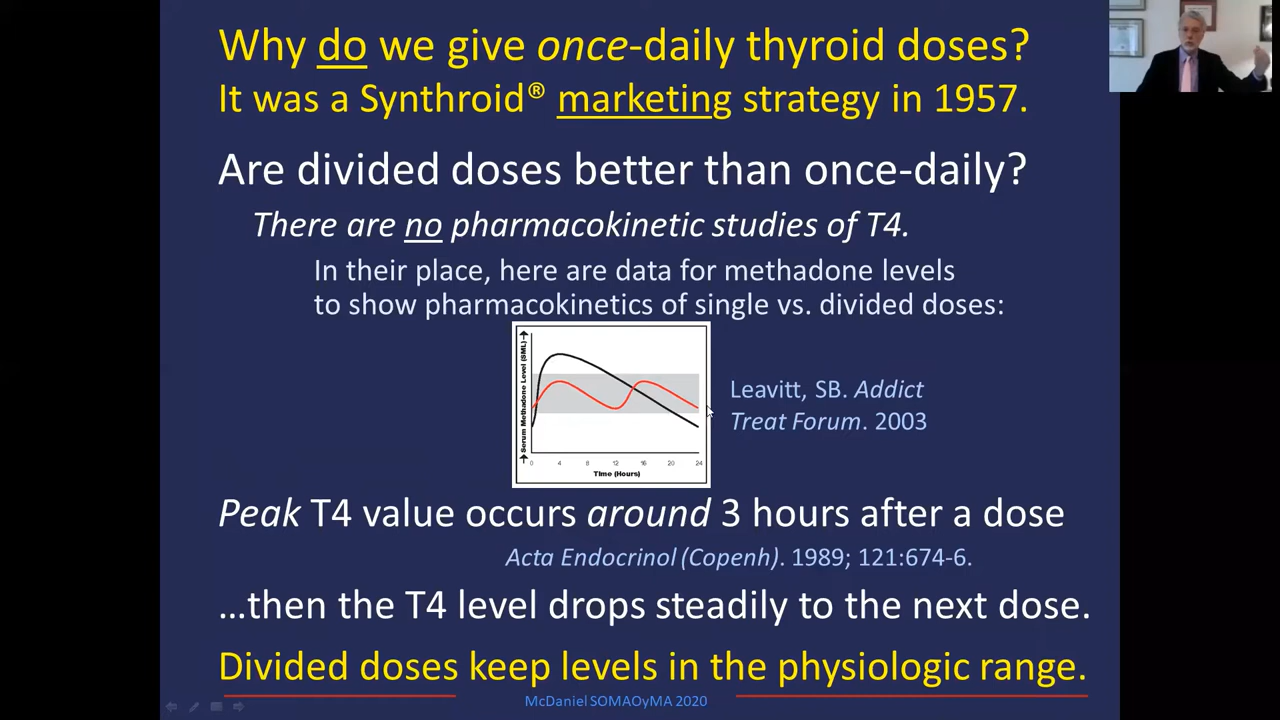 Why do we give once-daily thyroid doses?
It was a Synthroid® marketing strategy in 1957.
Are divided doses better than once-daily?
There are no pharmacokinetic studies of T4.
In their place, here are data for methadone levels
to show pharmacokinetics of single vs. divided doses:
Serum Methadone Level (SML)
0 4 8 12 16 20 24
Time (Hours)
Leavitt, SB. Addict
Treat Forum. 2003
Peak T4 value occurs around 3 hours after a dose
Acta Endocrinol (Copenh). 1989; 121:674-6.
…then the T4 level drops steadily to the next dose.
Divided doses keep levels in the physiologic range.
McDaniel SOMAOyMA 2020